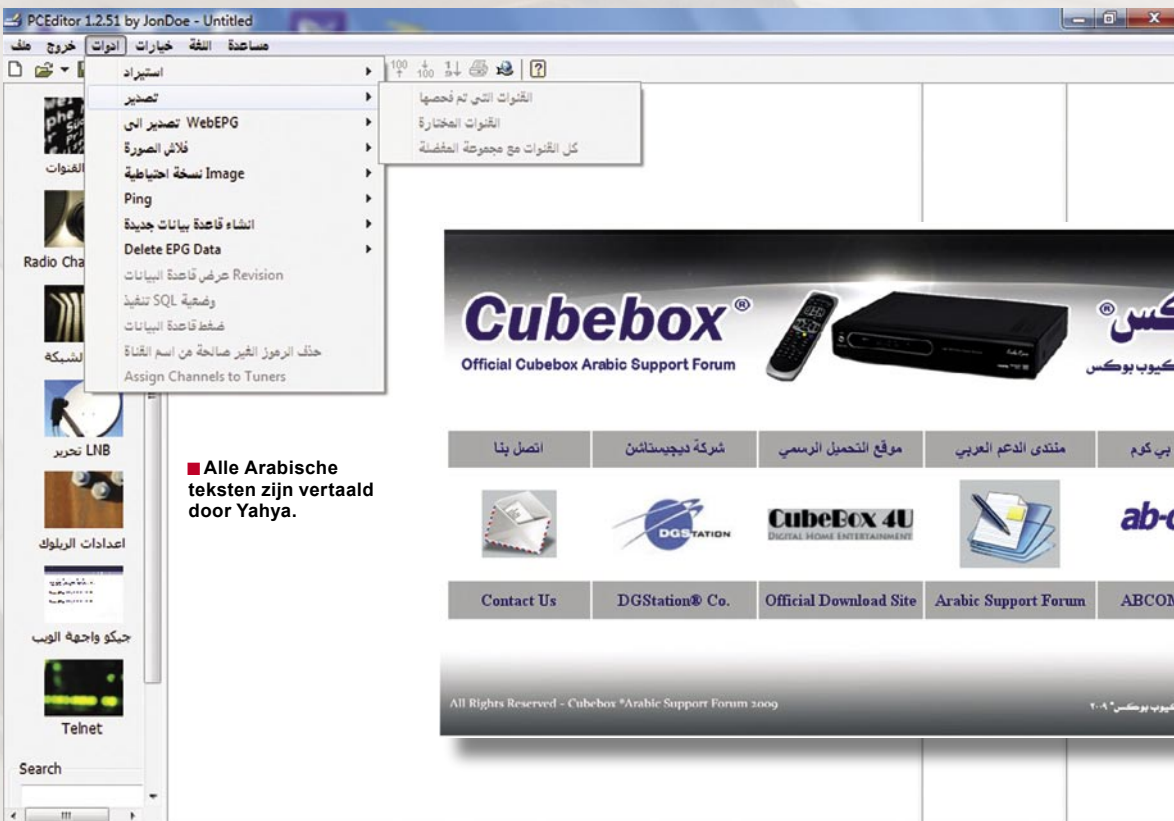 PCEditor 1.2.51 by JonDoe - Untitled
ملف خروج ادوات خيارات اللغة مساعدة
استيراد
تصدير
تصدير الى WebEPG
فلاش الصورة
نسخة احتياطية Image
Ping
انشاء قاعدة بيانات جديدة
Delete EPG Data
عرض قاعدة البيانات Revision
تنفيذ SQL وضعية
ضغط قاعدة البيانات
حذف الرموز الغير صالحة من اسم القناة
Assign Channels to Tuners
القنوات التي تم فحصها
القنوات المختارة
كل القنوات مع مجموعة المفضلة
القنوات
Radio Cha
الشبكة
تحرير LNB
اعدادات الريلوك
جيكو واجهة الويب
Telnet
Search
■ Alle Arabische
teksten zijn vertaald
door Yahya.
Cubebox®
Official Cubebox Arabic Support Forum
كس®
كيوب بوكس
اتصل بنا
شركة ديجيستاشن
موقع التحميل الرسمي
منتدى الدعم العربي
بي كوم
DGSTATION
CubeBox 4U
DIGITAL HOME ENTERTAINMENT
ab-c
Contact Us
DGStation® Co.
Official Download Site
Arabic Support Forum
ABCOM
All Rights Reserved - Cubebox ®Arabic Support Forum 2009
كيوب بوكس® ٢٠٠٩